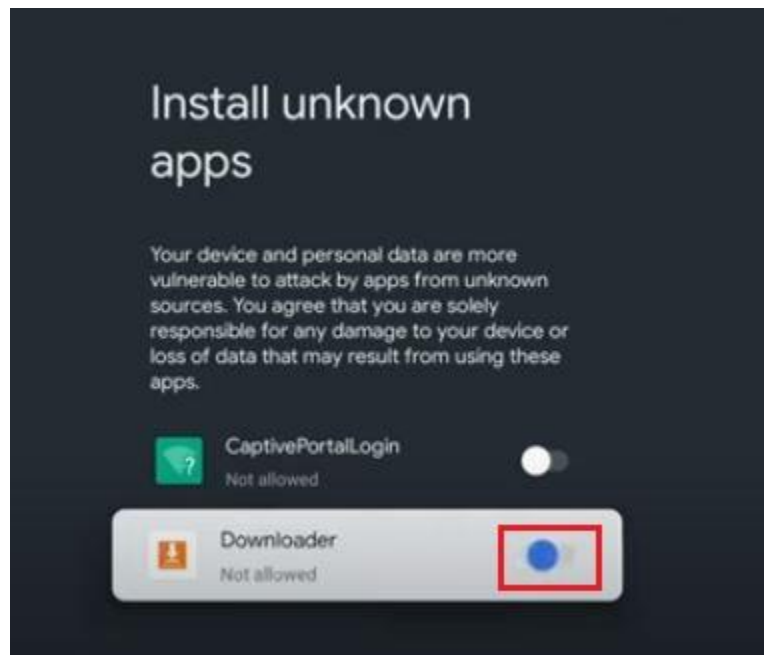 Install unknown
apps
Your device and personal data are more
vulnerable to attack by apps from unknown
sources. You agree that you are solely
responsible for any damage to your device or
loss of data that may result from using these
apps.
?
CaptivePortalLogin
Not allowed
Downloader
Not allowed